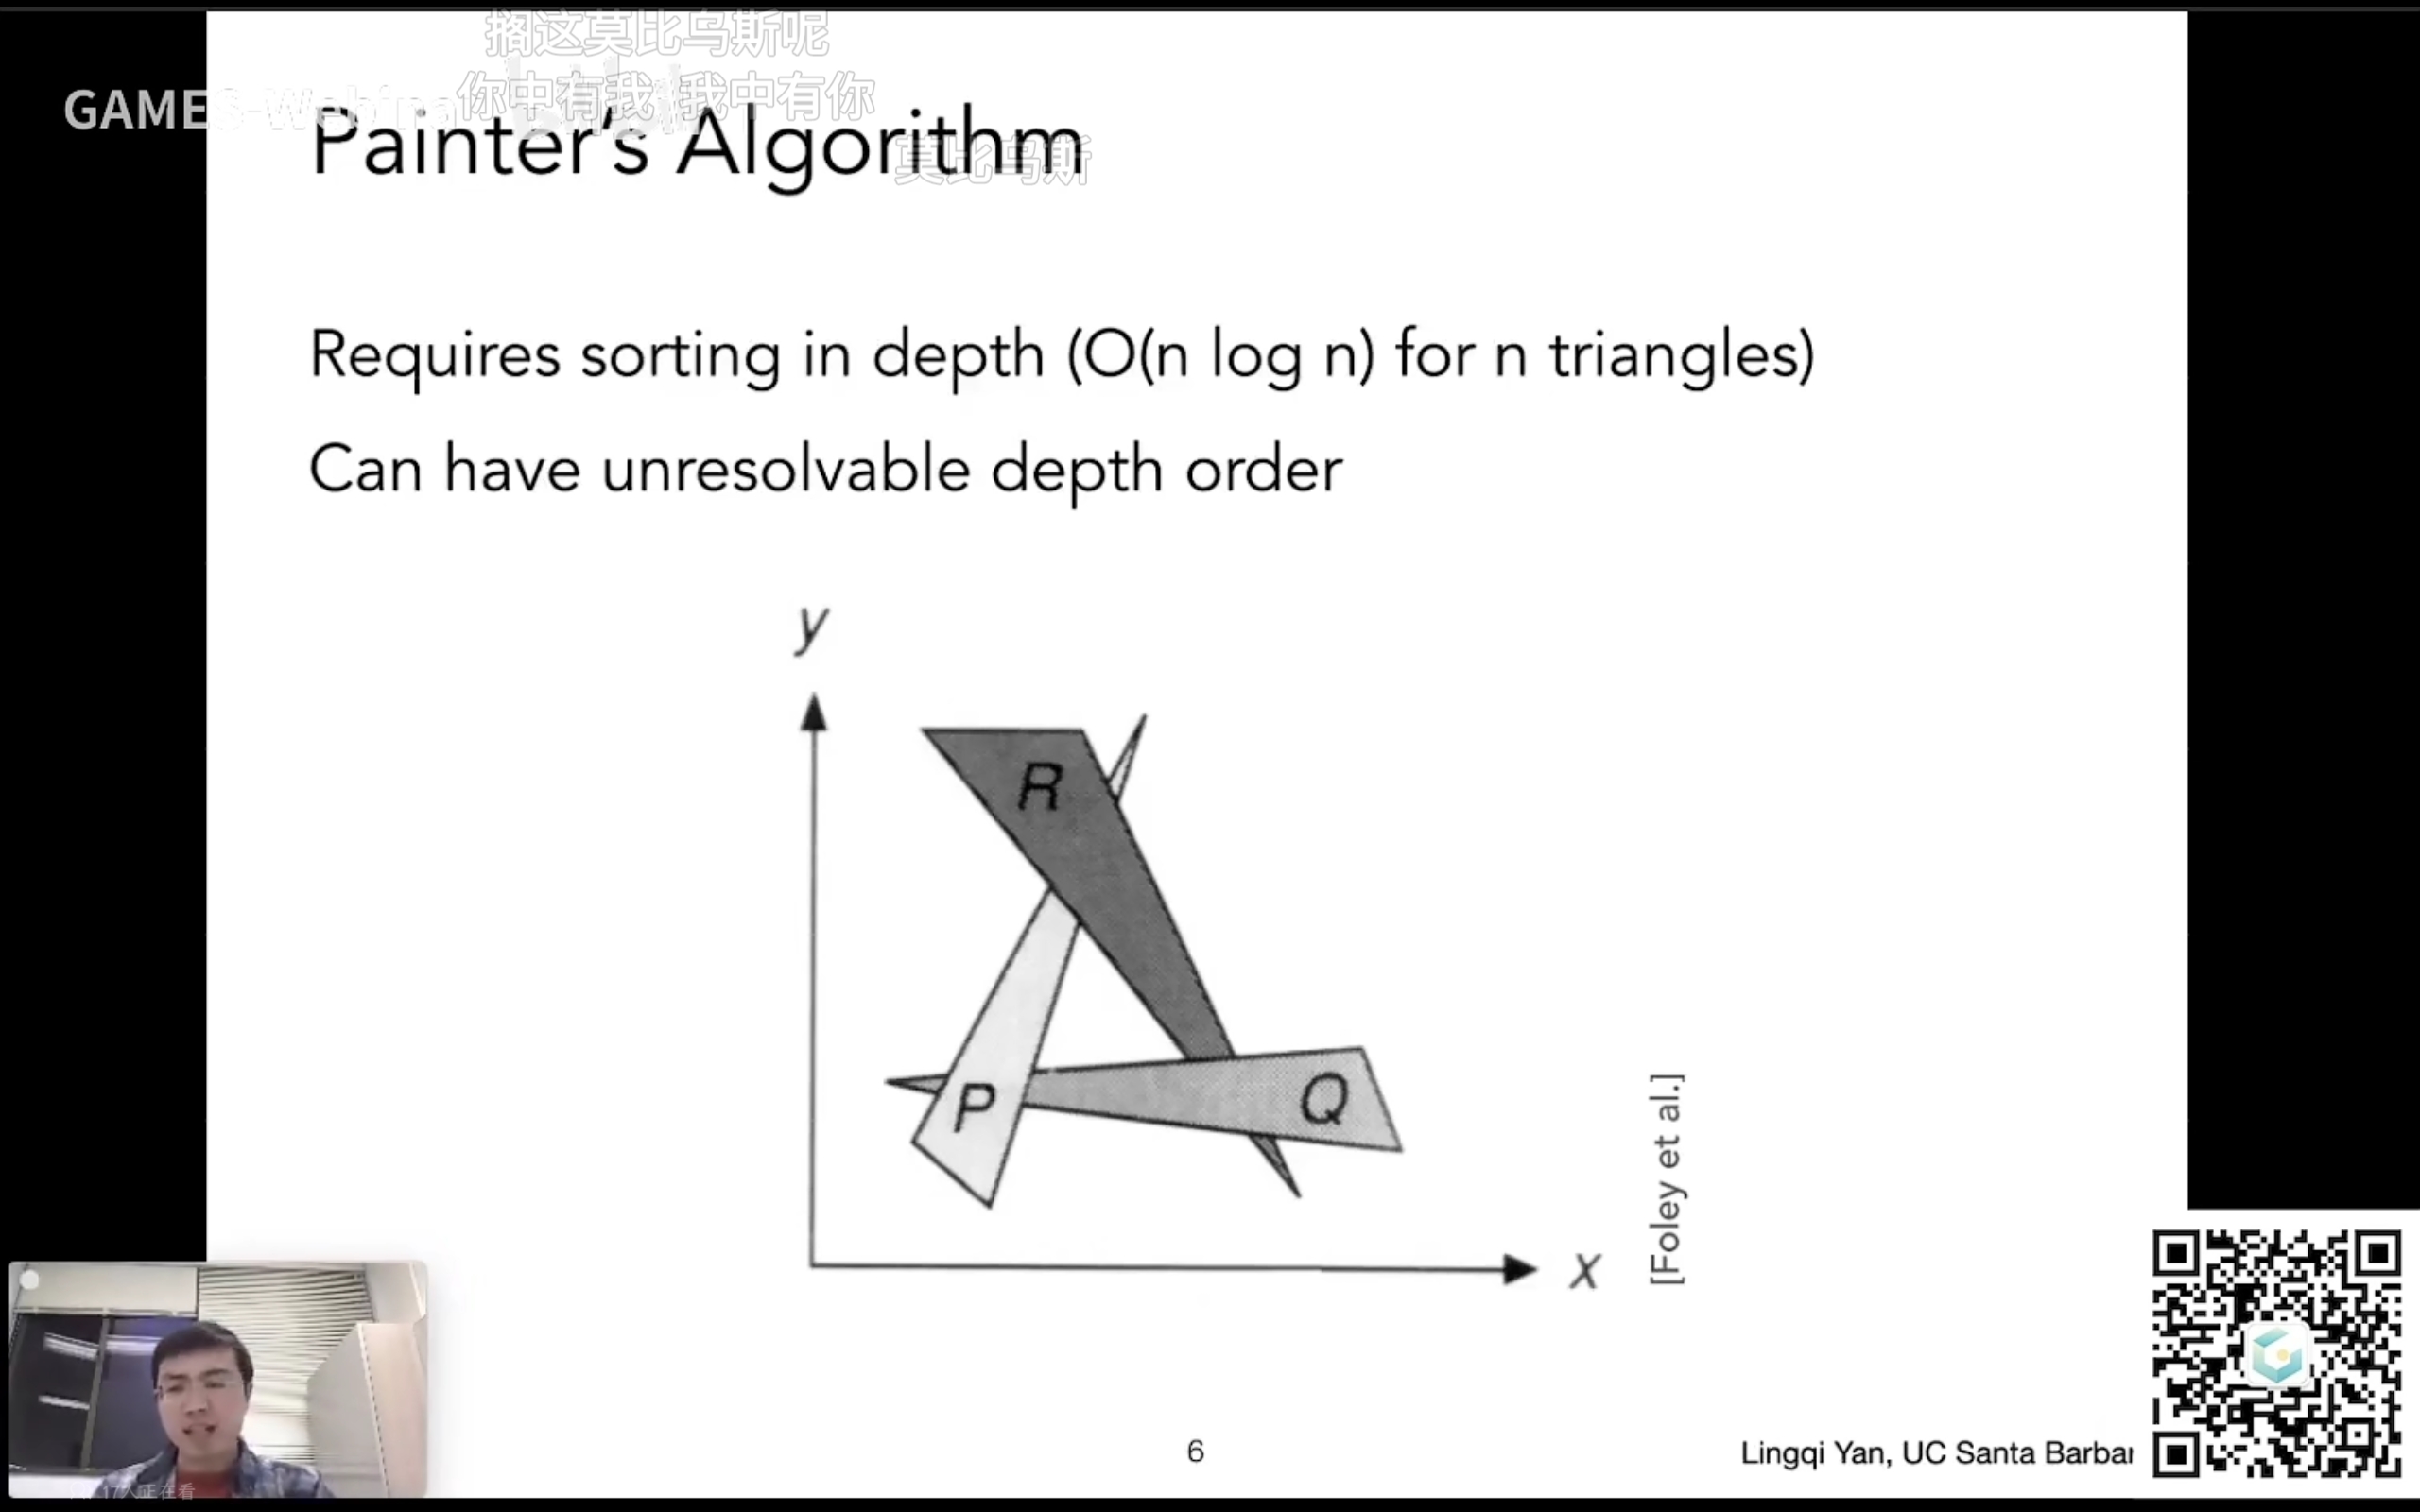 搁这莫比乌斯呢
GAMES-Webinar
你中有我，我中有你
Painter's Algorithm
莫比乌斯
Requires sorting in depth (O(n log n) for n triangles)
Can have unresolvable depth order
y
R
P
Q
x
[Foley et al.]
6
Lingqi Yan, UC Santa Barbar
17人正在看